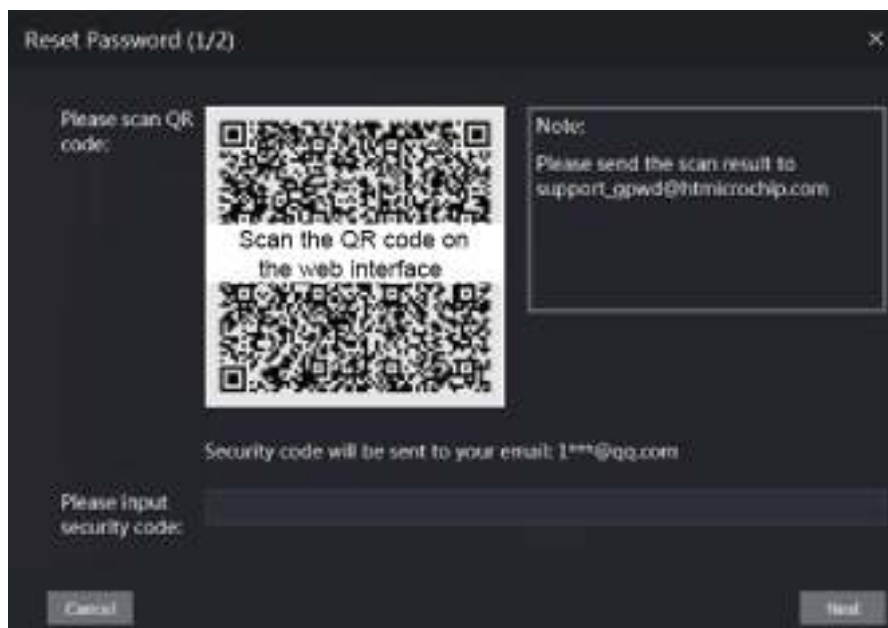 Reset Password (1/2)
Please scan QR
code:
Scan the QR code on
the web interface
Note:
Please send the scan result to
support_gpwd@htmicrochip.com
Security code will be sent to your email: 1***@qq.com
Please input
security code:
Cancel
Next